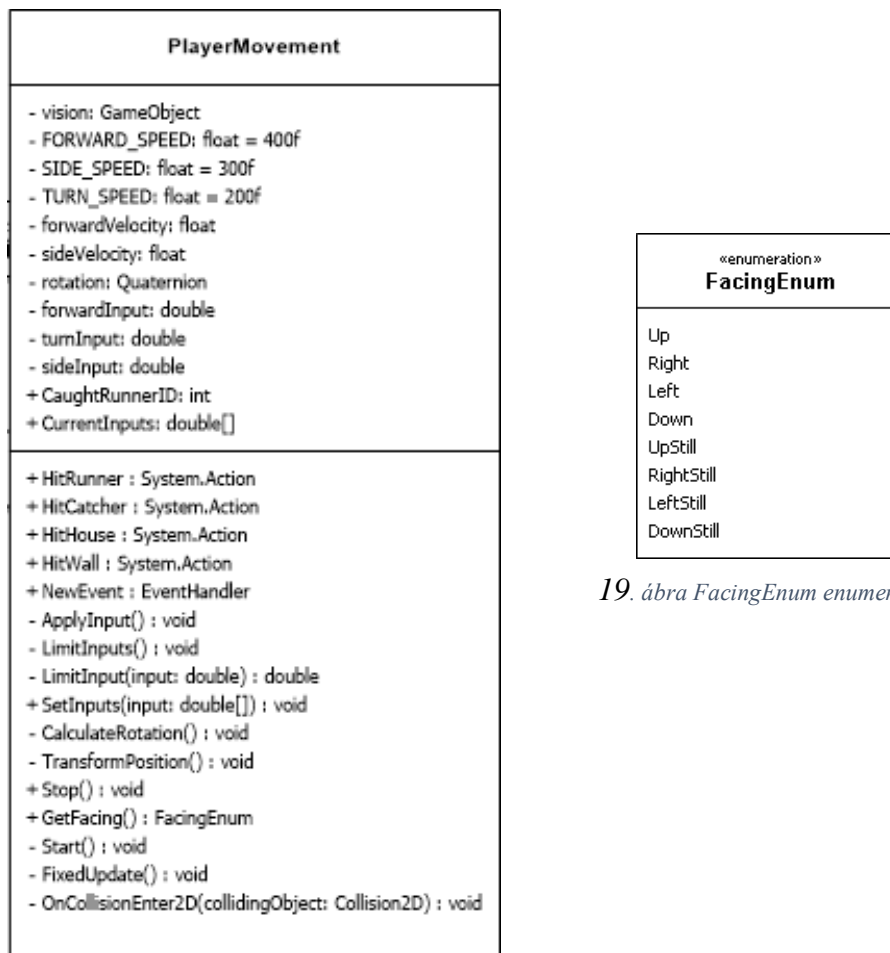 PlayerMovement
- vision: GameObject
- FORWARD_SPEED: float = 400f
- SIDE_SPEED: float = 300f
- TURN_SPEED: float = 200f
- forwardVelocity: float
- sideVelocity: float
- rotation: Quaternion
- forwardInput: double
- turnInput: double
- sideInput: double
+ CaughtRunnerID: int
+ CurrentInputs: double[]
+ HitRunner : System.Action
+ HitCatcher : System.Action
+ HitHouse : System.Action
+ HitWall : System.Action
+ NewEvent : EventHandler
- ApplyInput() : void
- LimitInputs() : void
- LimitInput(input: double) : double
+ SetInputs(input: double[]) : void
- CalculateRotation() : void
- TransformPosition() : void
+ Stop() : void
+ GetFacing() : FacingEnum
- Start() : void
- FixedUpdate() : void
- OnCollisionEnter2D(collidingObject: Collision2D) : void
«enumeration»
FacingEnum
Up
Right
Left
Down
UpStill
RightStill
LeftStill
DownStill
19. ábra FacingEnum